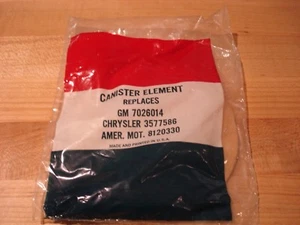 CANISTER ELEMENT
REPLACES
GM 7026014
CHRYSLER 3577586
AMER. MOT. 8120330
MADE AND PRINTED IN U.S.A.